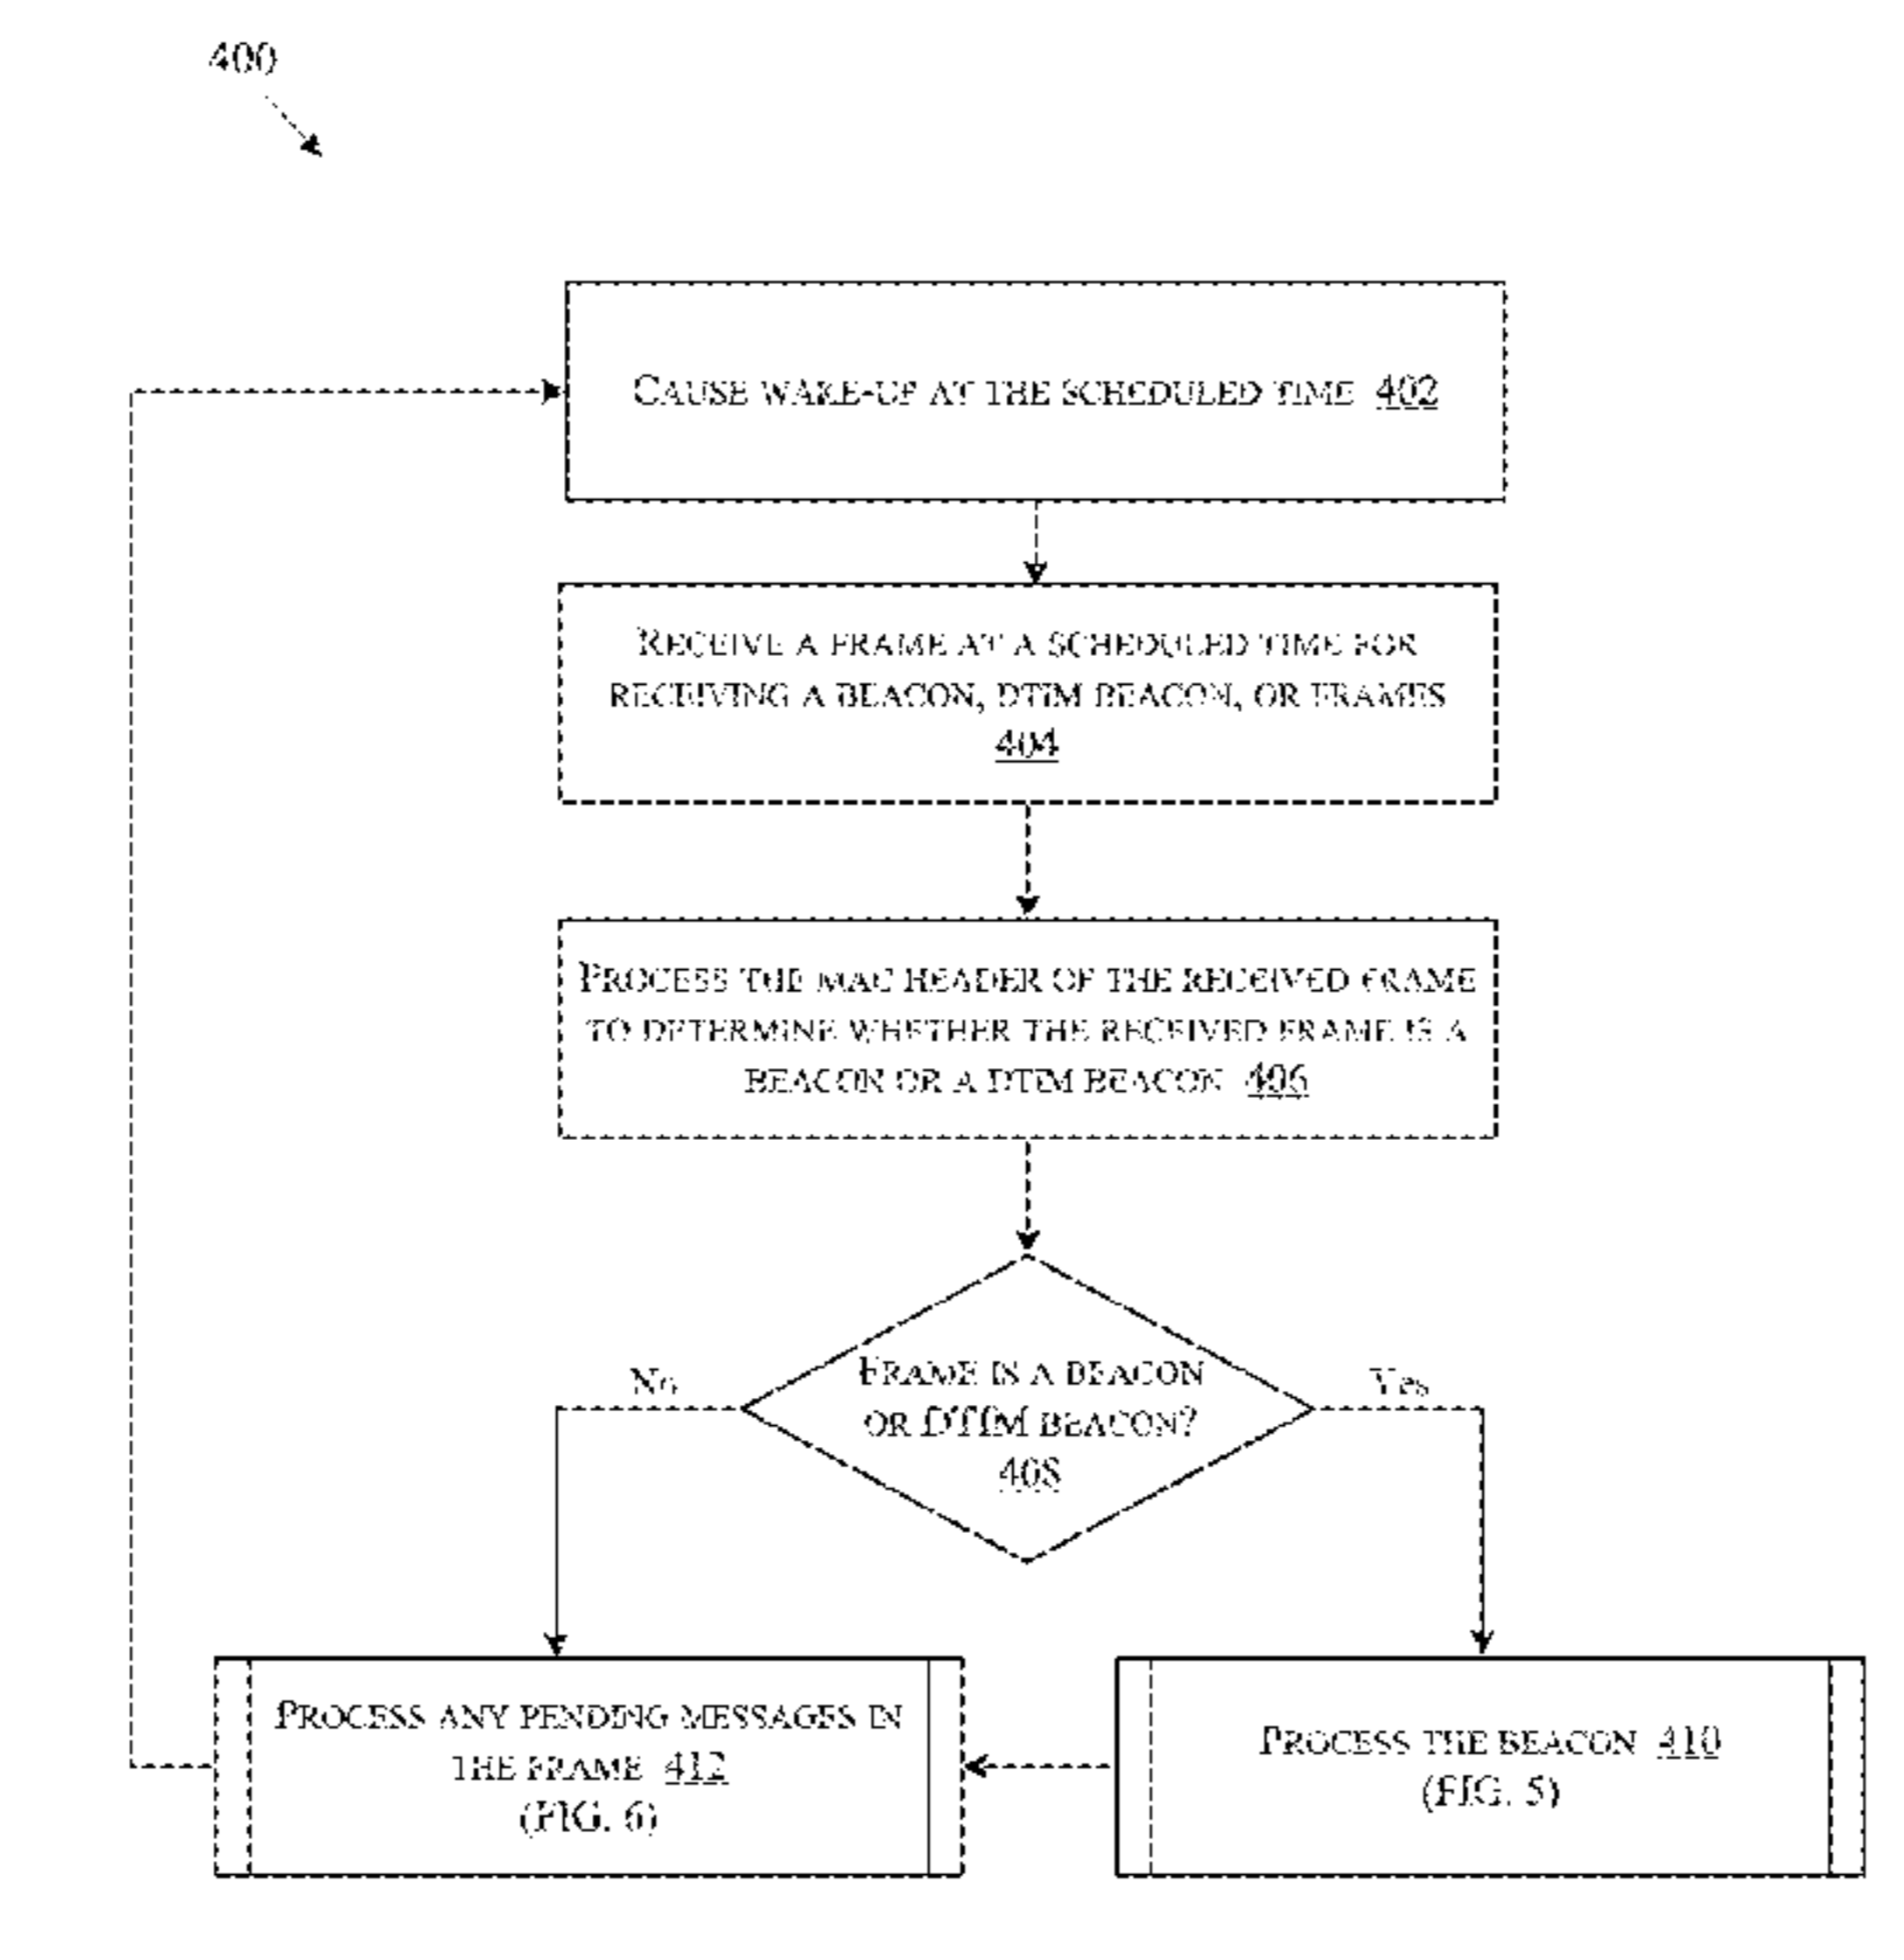 400
CAUSE WAKE-UP AT THE SCHEDULED TIME 402
RECEIVE A FRAME AT A SCHEDULED TIME FOR
RECEIVING A BEACON, DTIM BEACON, OR FRAMES
404
PROCESS THE MAC HEADER OF THE RECEIVED FRAME
TO DETERMINE WHETHER THE RECEIVED FRAME IS A
BEACON OR A DTIM BEACON 406
FRAME IS A BEACON
OR DTIM BEACON?
408
No
Yes
PROCESS ANY PENDING MESSAGES IN
THE FRAME 412
(FIG. 6)
PROCESS THE BEACON 410
(FIG. 5)